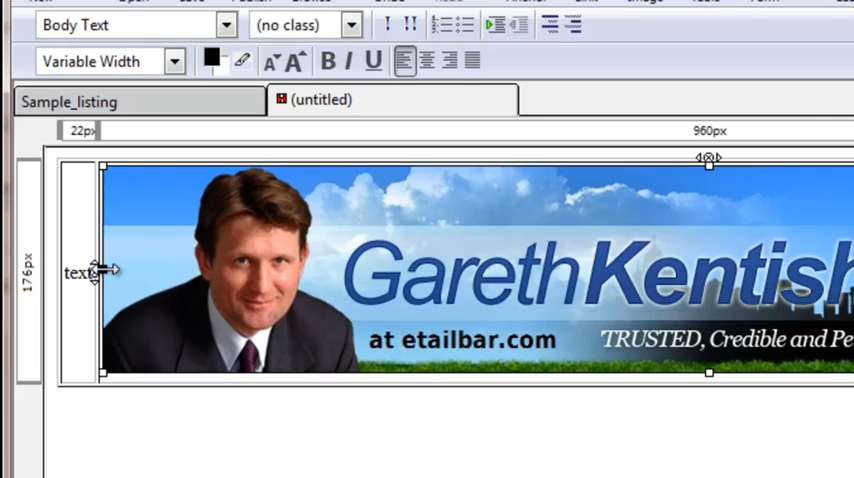 Body Text
(no class)
Variable Width
B I U
Sample_listing
(untitled)
22px
960px
176px
text
GarethKentish
at etailbar.com
TRUSTED, Credible and Pe